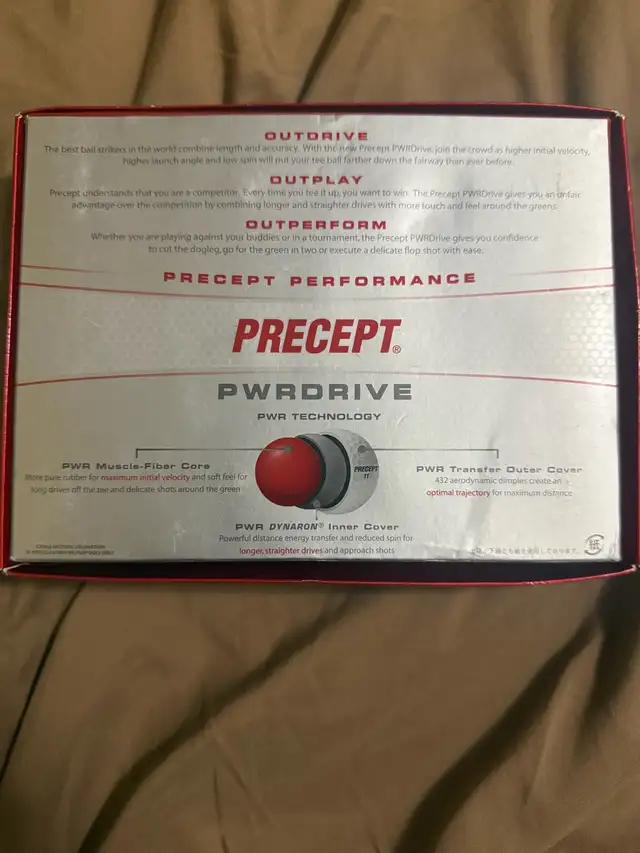 OUTDRIVE
The best ball strikers in the world combine length and accuracy. With the new Precept PWRDrive, join the crowd as higher initial velocity,
higher launch angle and low spin will put your tee ball farther down the fairway than ever before.
OUTPLAY
Precept understands that you are a competitor. Every time you tee it up, you want to win. The Precept PWRDrive gives you an unfair
advantage over the competition by combining longer and straighter drives with more touch and feel around the greens.
OUTPERFORM
Whether you are playing against your buddies or in a tournament, the Precept PWRDrive gives you confidence
to cut the dogleg, go for the green in two or execute a delicate flop shot with ease.
PRECEPT PERFORMANCE
PRECEPT®
PWRDRIVE
PWR TECHNOLOGY
PWR Muscle-Fiber Core
More pure rubber for maximum initial velocity and soft feel for
long drives off the tee and delicate shots around the green
PRECEPT
11
PWR Transfer Outer Cover
432 aerodynamic dimples create an
optimal trajectory for maximum distance
PWR DYNARON® Inner Cover
Powerful distance energy transfer and reduced spin for
longer, straighter drives and approach shots
紙